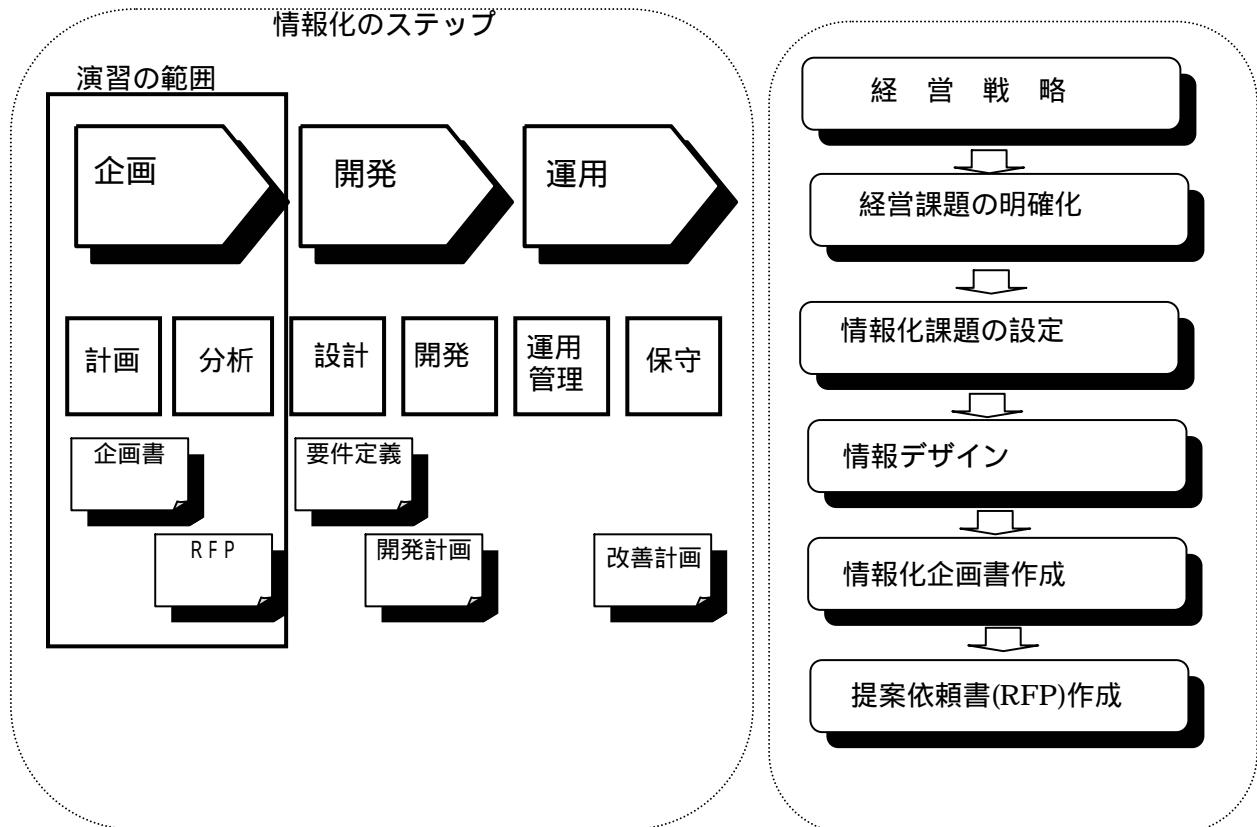 情報化のステップ
演習の範囲
企画
開発
運用
計画
分析
設計
開発
運用
管理
保守
企画書
要件定義
RFP
開発計画
改善計画
経 営 戦 略
経営課題の明確化
情報化課題の設定
情報デザイン
情報化企画書作成
提案依頼書(RFP)作成